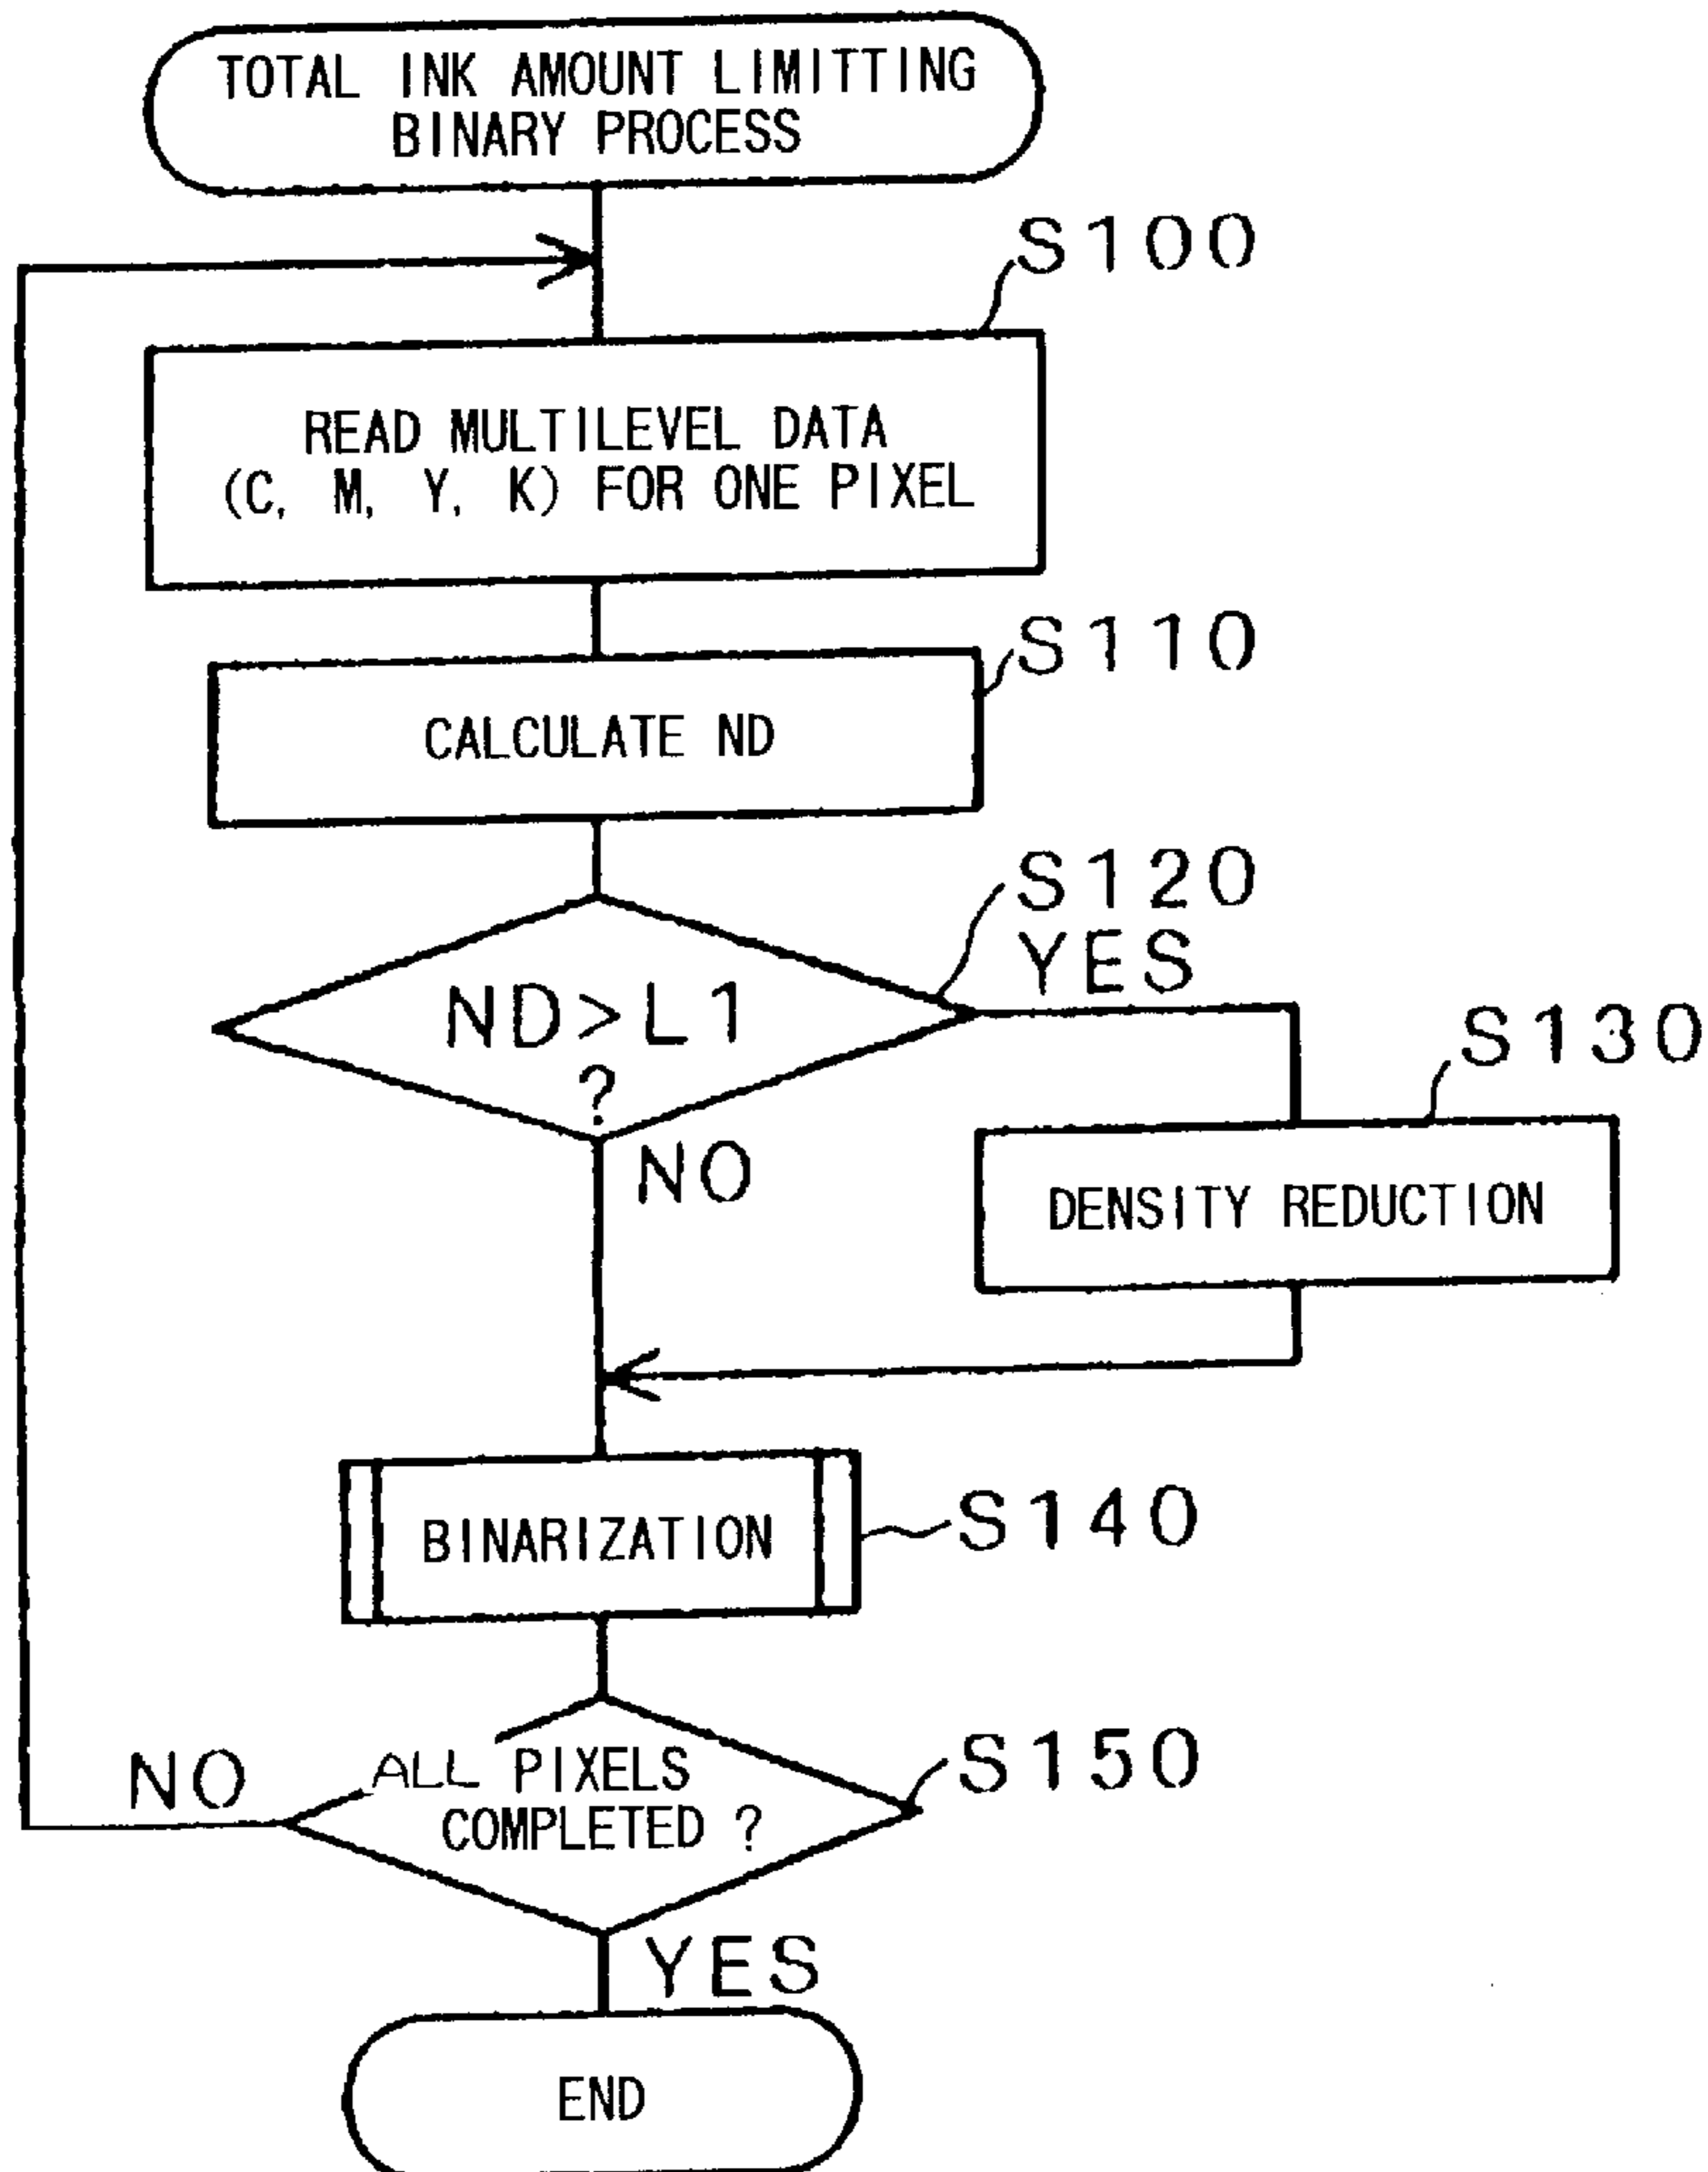 TOTAL INK AMOUNT LIMITTING
BINARY PROCESS
S100
READ MULTILEVEL DATA
(C, M, Y, K) FOR ONE PIXEL
S110
CALCULATE ND
S120
YES
ND>L1
?
NO
S130
DENSITY REDUCTION
BINARIZATION
S140
ALL PIXELS
COMPLETED ?
S150
NO
YES
END